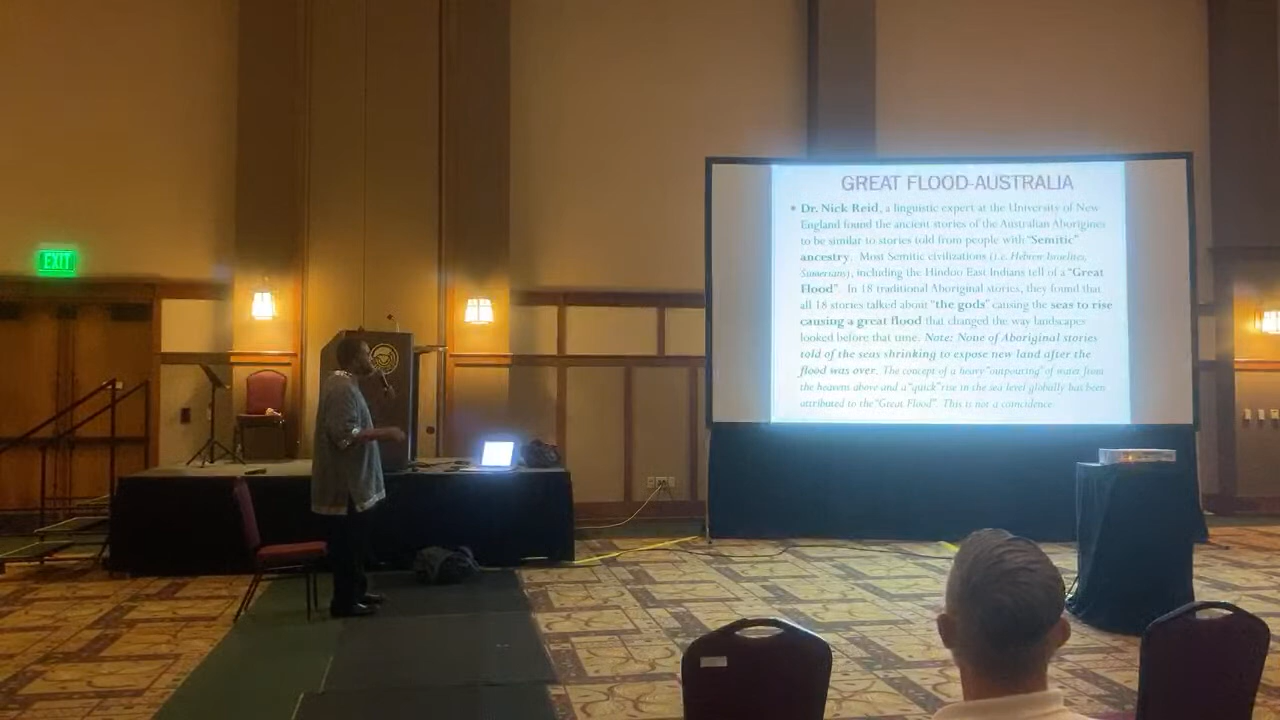 EXIT
GREAT FLOOD-AUSTRALIA
• Dr. Nick Reid, a linguistic expert at the University of New
England found the ancient stories of the Australian Aborigines
to be similar to stories told from people with "Semitic"
ancestry. Most Semitic civilizations (i.e. Hebrew Israelites,
Sumerians), including the Hindoo East Indians tell of a "Great
Flood". In 18 traditional Aboriginal stories, they found that
all 18 stories talked about "the gods" causing the seas to rise
causing a great flood that changed the way landscapes
looked before that time. Note: None of Aboriginal stories
told of the seas shrinking to expose new land after the
flood was over. The concept of a heavy "outpouring" of water from
the heavens above and a "quick" rise in the sea level globally has been
attributed to the "Great Flood". This is not a coincidence